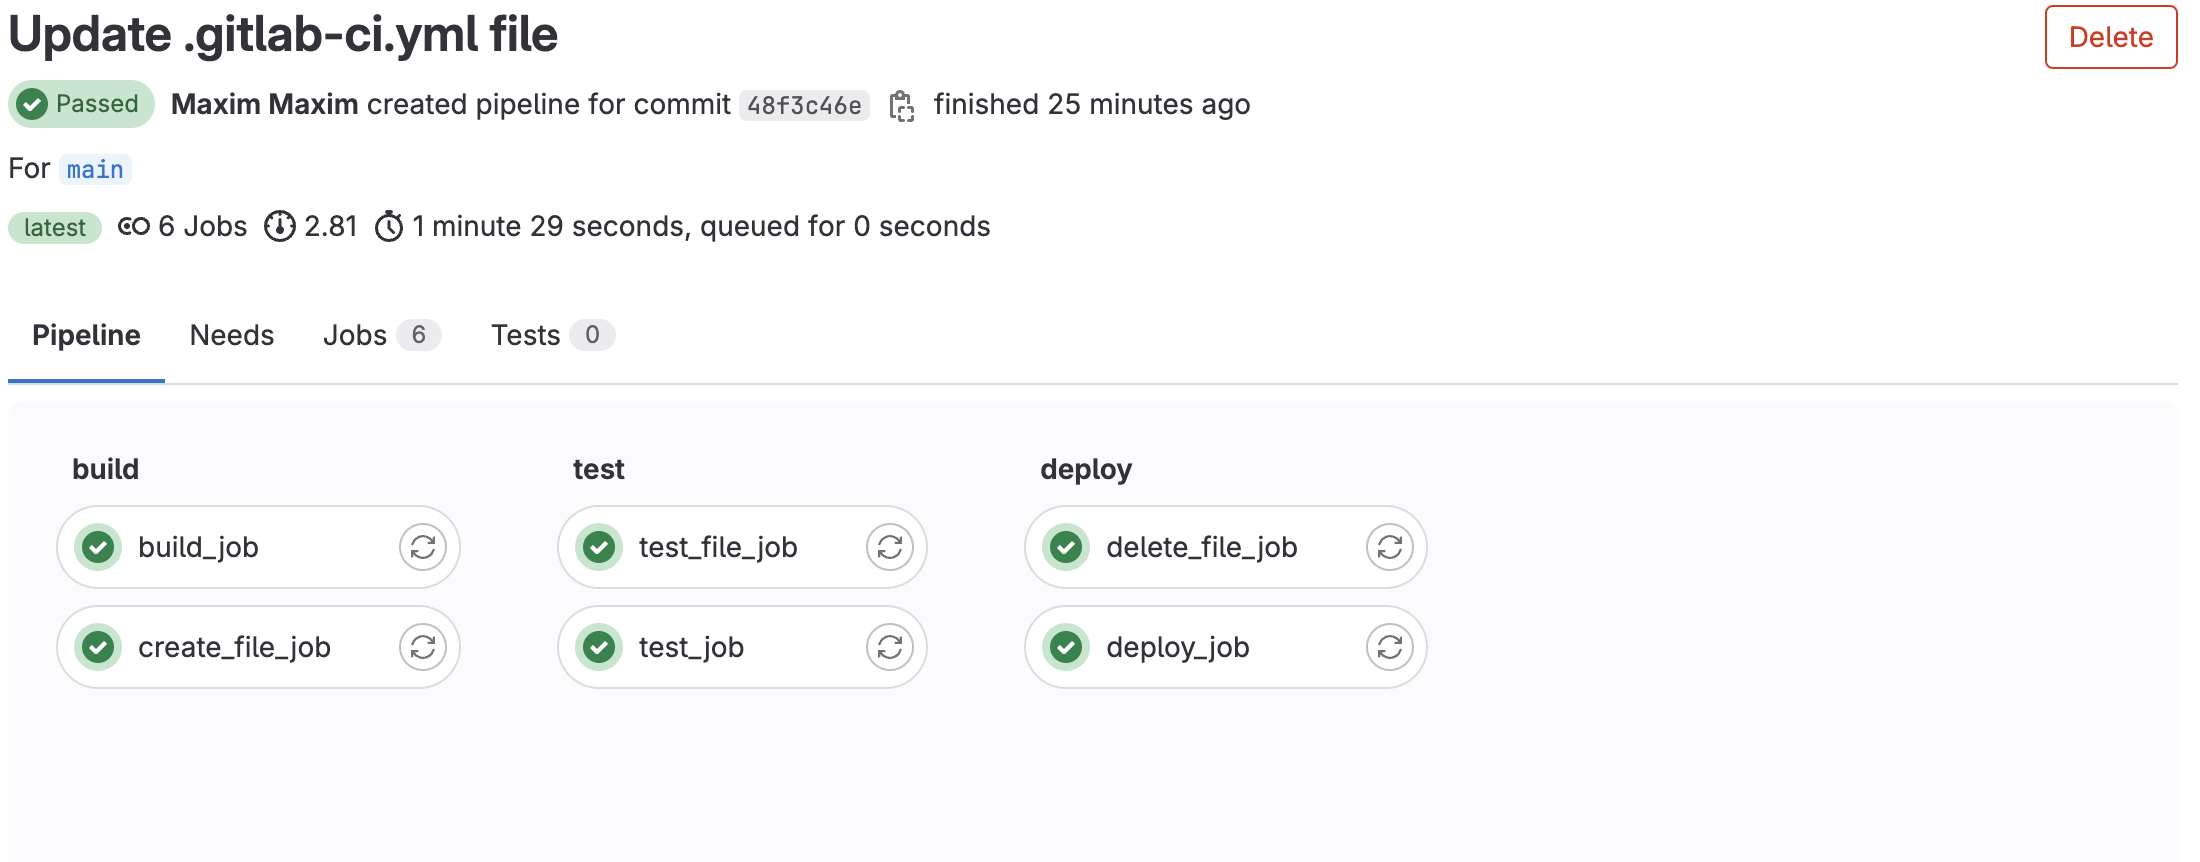 Update .gitlab-ci.yml file
Delete
Passed Maxim Maxim created pipeline for commit 48f3c46e finished 25 minutes ago
For main
latest 6 Jobs 2.81 1 minute 29 seconds, queued for 0 seconds
Pipeline Needs Jobs 6 Tests 0
build test deploy
build_job test_file_job delete_file_job
create_file_job test_job deploy_job